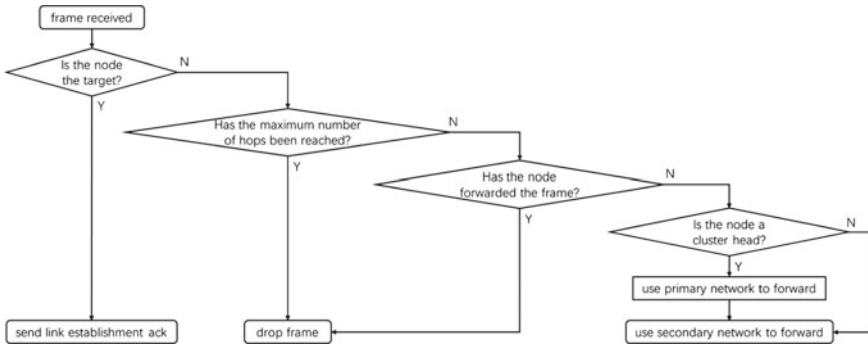 frame received
Is the node
the target?
N
Y
Has the maximum number
of hops been reached?
N
Y
Has the node
forwarded the frame?
N
Y
Is the node a
cluster head?
N
Y
use primary network to forward
send link establishment ack
drop frame
use secondary network to forward